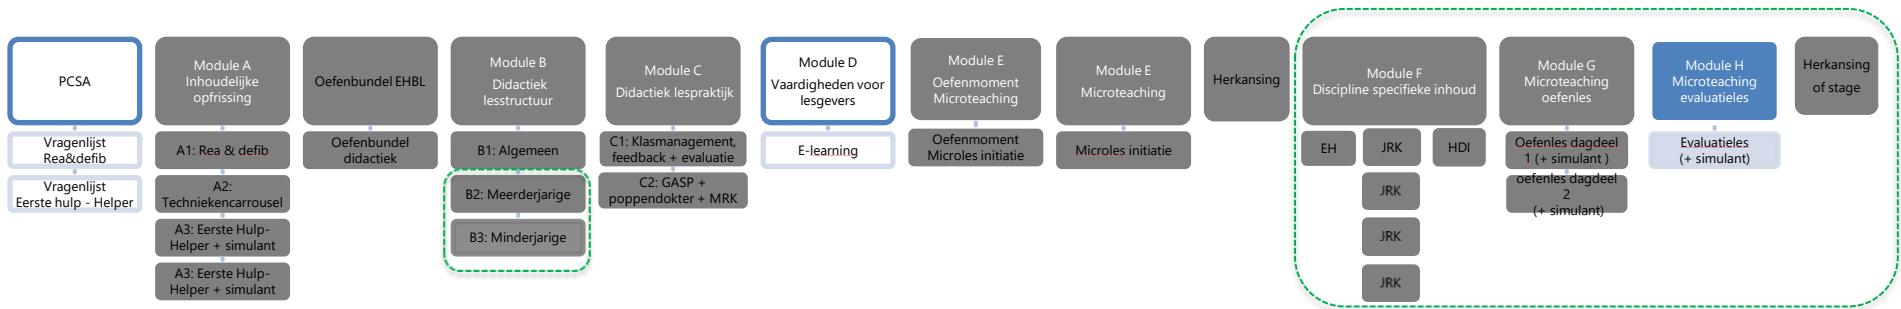 PCSA
Vragenlijst
Rea&defib
Vragenlijst
Eerste hulp - Helper
Module A
Inhoudelijke
opfrissing
A1: Rea & defib
A2:
Techniekencarrousel
A3: Eerste Hulp-
Helper + simulant
A3: Eerste Hulp-
Helper + simulant
Oefenbundel EHBL
Oefenbundel
didactiek
Module B
Didactiek
lesstructuur
B1: Algemeen
B2: Meerderjarige
B3: Minderjarige
Module C
Didactiek lespraktijk
C1: Klasmanagement,
feedback + evaluatie
C2: GASP +
poppendokter + MRK
Module D
Vaardigheden voor
lesgevers
E-learning
Module E
Oefenmoment
Microteaching
Oefenmoment
Microles initiatie
Module E
Microteaching
Microles initiatie
Herkansing
Module F
Discipline specifieke inhoud
EH
JRK
JRK
JRK
JRK
HDI
Module G
Microteaching
oefenles
Oefenles dagdeel
1 (+ simulant )
oefenles dagdeel
2
(+ simulant)
Module H
Microteaching
evaluatieles
Evaluatieles
(+ simulant)
Herkansing
of stage